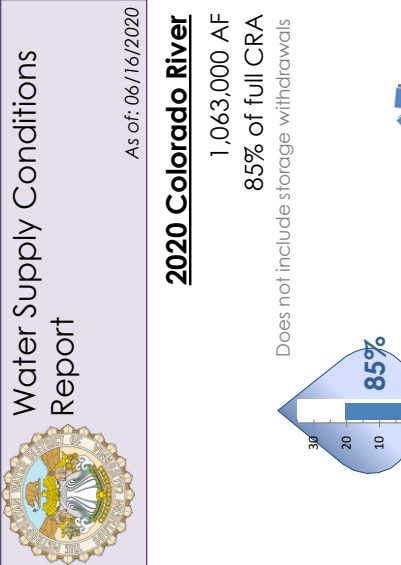 Water Supply Conditions
Report
As of: 06/16/2020
2020 Colorado River
1,063,000 AF
85% of full CRA
Does not include storage withdrawals
85%
30
20
10